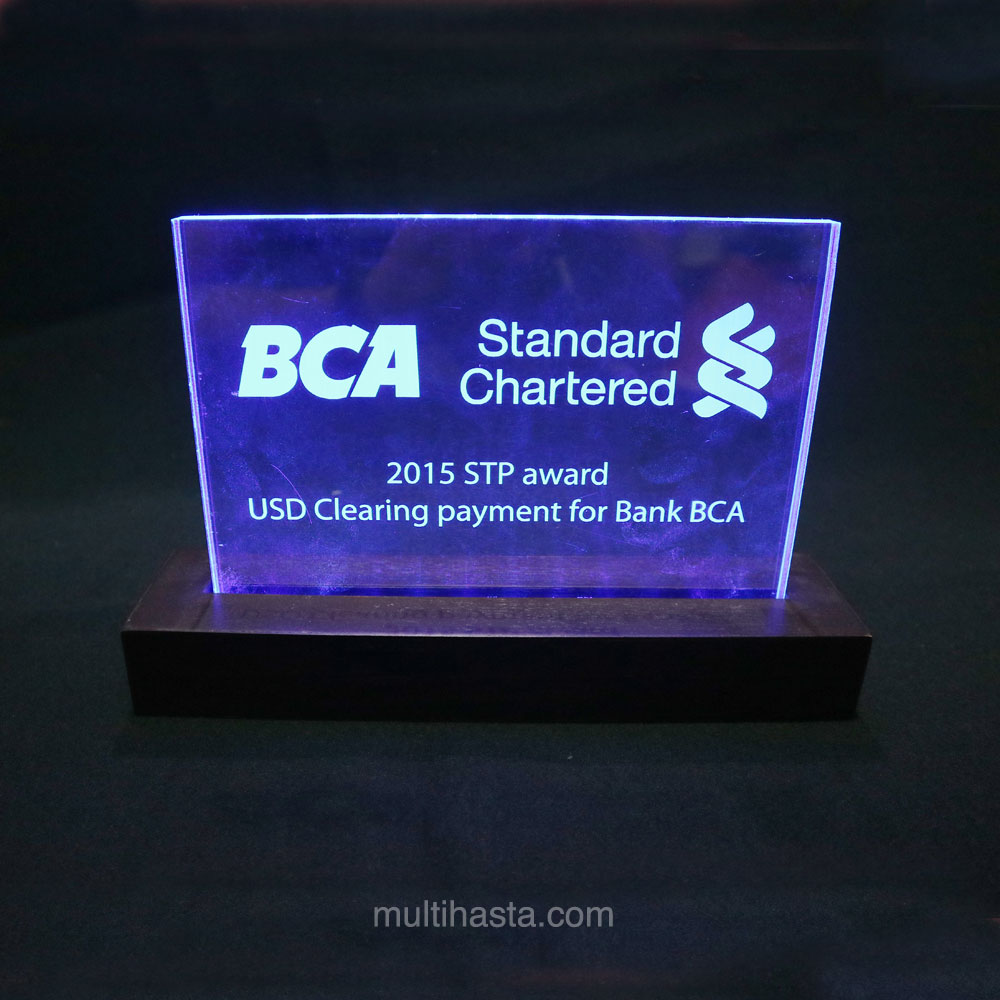 BCA
Standard
Chartered
2015 STP award
USD Clearing payment for Bank BCA
multihasta.com